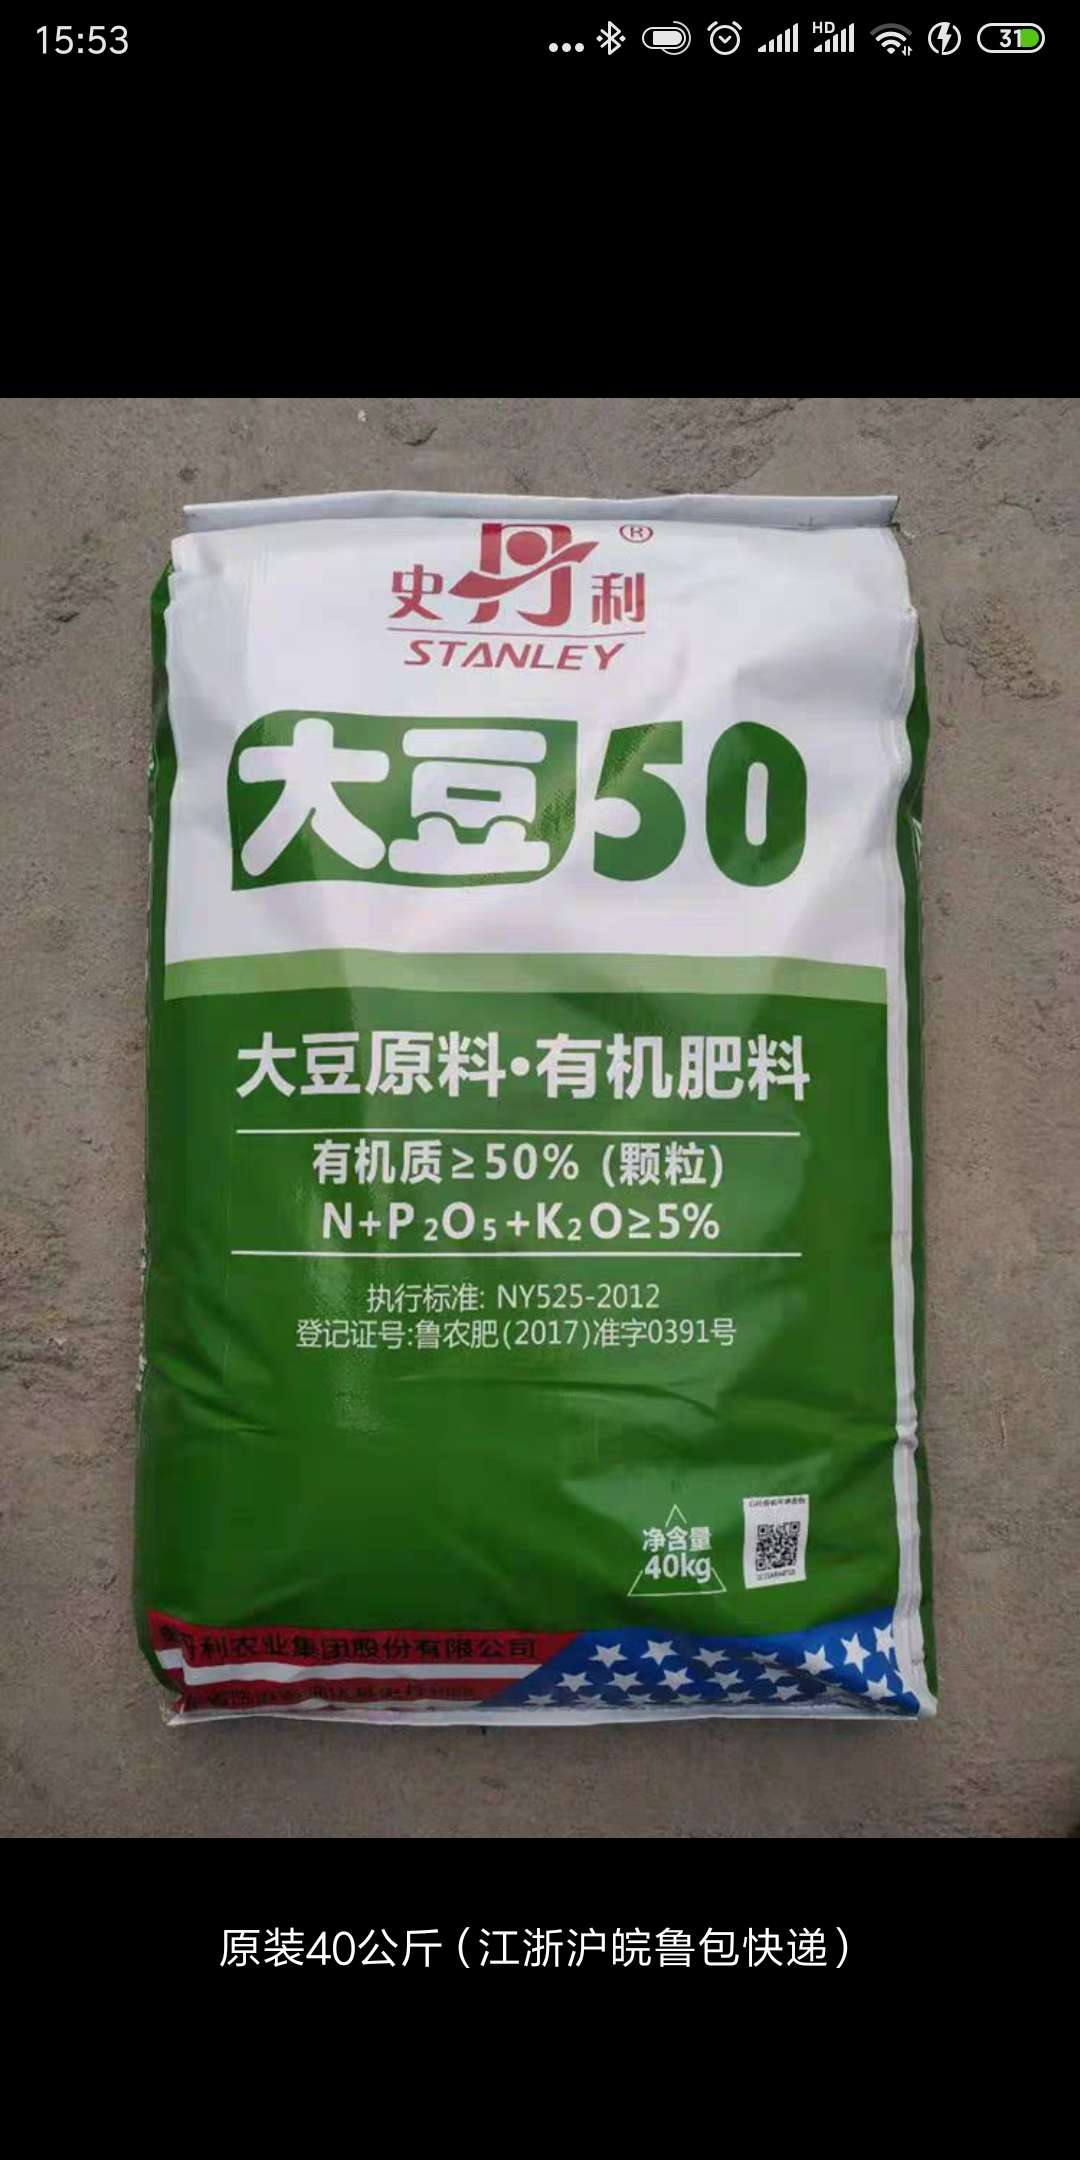 15:53
HD
31
史丹利®
STANLEY
大豆50
大豆原料·有机肥料
有机质≥50% (颗粒)
N+P₂O₅+K₂O≥5%
执行标准: NY525-2012
登记证号:鲁农肥(2017)准字0391号
净含量
40kg
史丹利农业集团股份有限公司
原装40公斤（江浙沪皖鲁包快递）